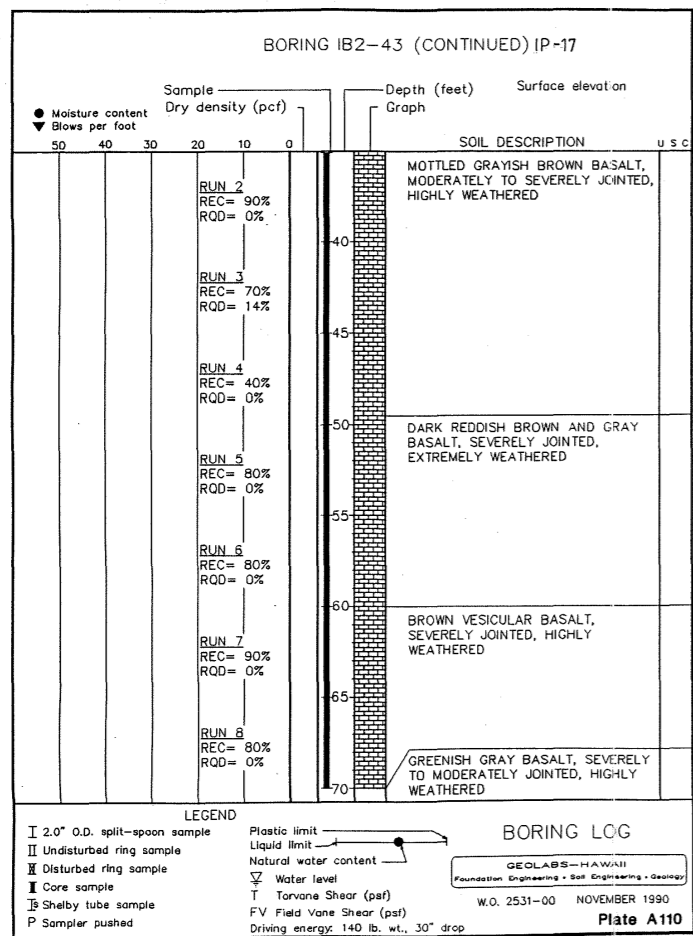 BORING IB2-43 (CONTINUED) IP-17
Sample
Depth (feet)
Surface elevation
● Moisture content
Dry density (pcf)
Graph
▼ Blows per foot
50 40 30 20 10 0
SOIL DESCRIPTION
U S C
RUN 2
REC= 90%
RQD= 0%
MOTTLED GRAYISH BROWN BASALT,
MODERATELY TO SEVERELY JOINTED,
HIGHLY WEATHERED
40
RUN 3
REC= 70%
RQD= 14%
45
RUN 4
REC= 40%
RQD= 0%
50
DARK REDDISH BROWN AND GRAY
BASALT, SEVERELY JOINTED,
EXTREMELY WEATHERED
RUN 5
REC= 80%
RQD= 0%
55
RUN 6
REC= 80%
RQD= 0%
60
BROWN VESICULAR BASALT,
SEVERELY JOINTED, HIGHLY
WEATHERED
RUN 7
REC= 90%
RQD= 0%
65
RUN 8
REC= 80%
RQD= 0%
GREENISH GRAY BASALT, SEVERELY
TO MODERATELY JOINTED, HIGHLY
WEATHERED
70
LEGEND
2.0" O.D. split-spoon sample
Undisturbed ring sample
Disturbed ring sample
Core sample
Shelby tube sample
P Sampler pushed
Plastic limit
Liquid limit
Natural water content
Water level
T Torvane Shear (psf)
FV Field Vane Shear (psf)
Driving energy: 140 lb. wt., 30" drop
BORING LOG
GEOLABS-HAWAII
Foundation Engineering • Soil Engineering • Geology
W.O. 2531-00 NOVEMBER 1990
Plate A110